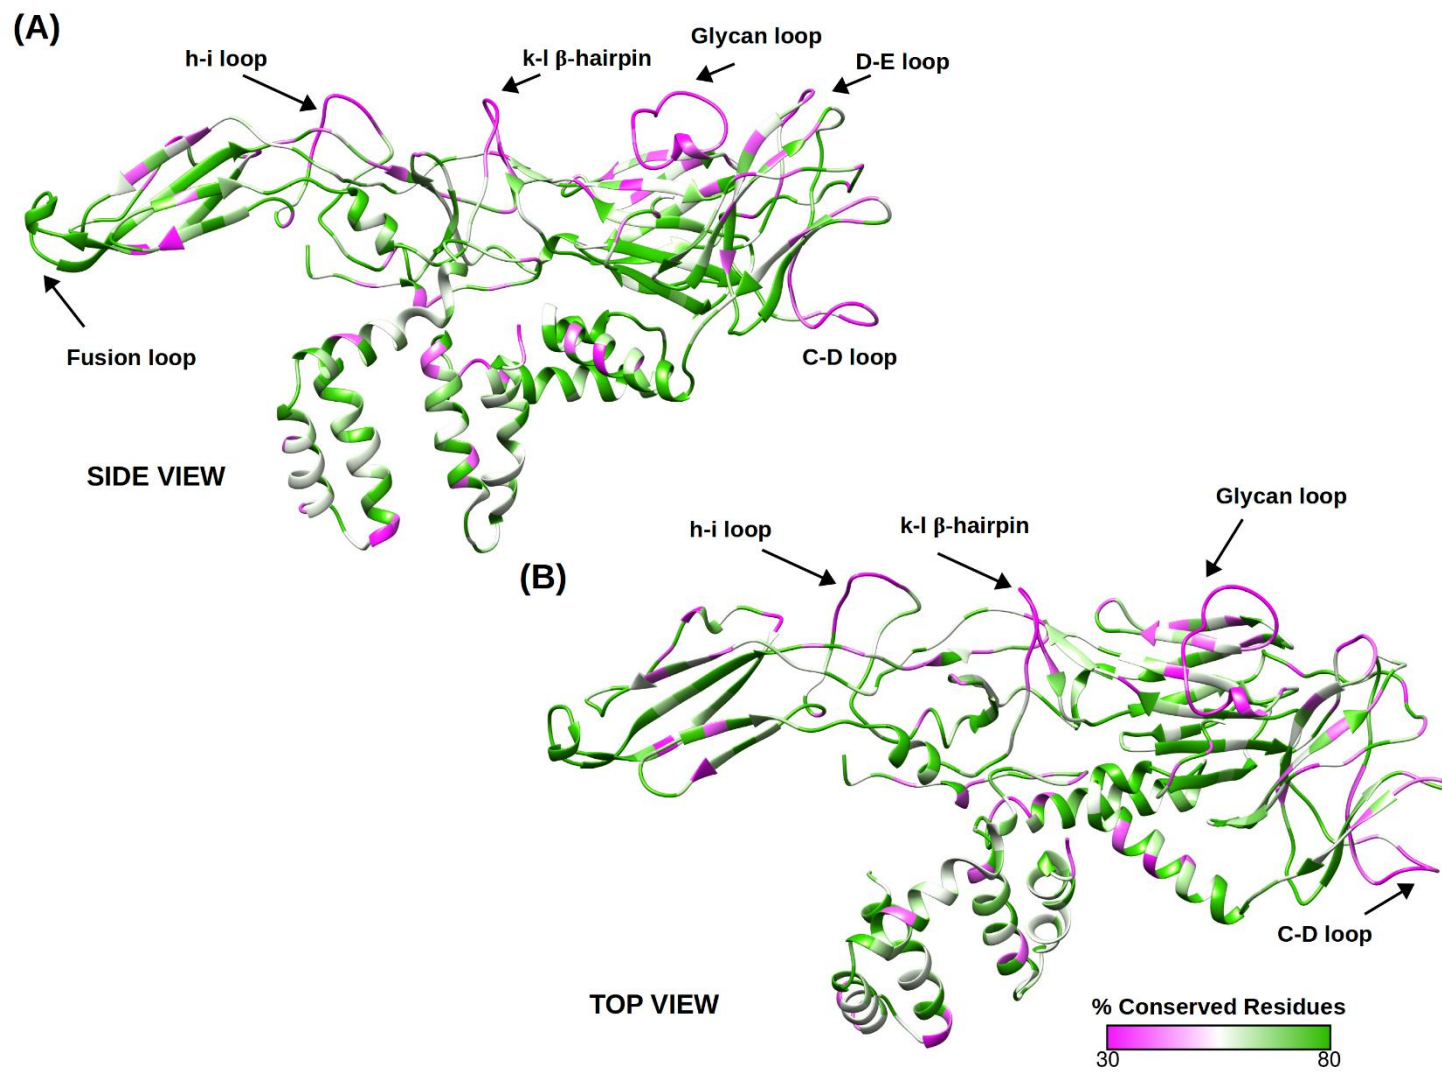 (A)
h-i loop
k-l β-hairpin
Glycan loop
D-E loop
Fusion loop
C-D loop
SIDE VIEW
(B)
h-i loop
k-l β-hairpin
Glycan loop
C-D loop
TOP VIEW
% Conserved Residues
30 80